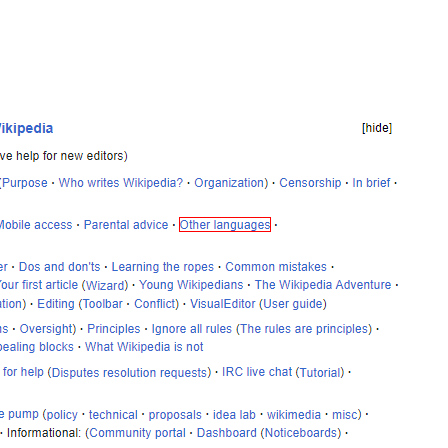 ikipedia [hide]
ve help for new editors)
(Purpose · Who writes Wikipedia? · Organization) · Censorship · In brief ·
Mobile access · Parental advice · Other languages ·
er · Dos and don'ts · Learning the ropes · Common mistakes ·
Your first article (Wizard) · Young Wikipedians · The Wikipedia Adventure ·
tion) · Editing (Toolbar · Conflict) · VisualEditor (User guide)
ns · Oversight) · Principles · Ignore all rules (The rules are principles) ·
pealing blocks · What Wikipedia is not
for help (Disputes resolution requests) · IRC live chat (Tutorial) ·
e pump (policy · technical · proposals · idea lab · wikimedia · misc) ·
· Informational: (Community portal · Dashboard (Noticeboards) ·